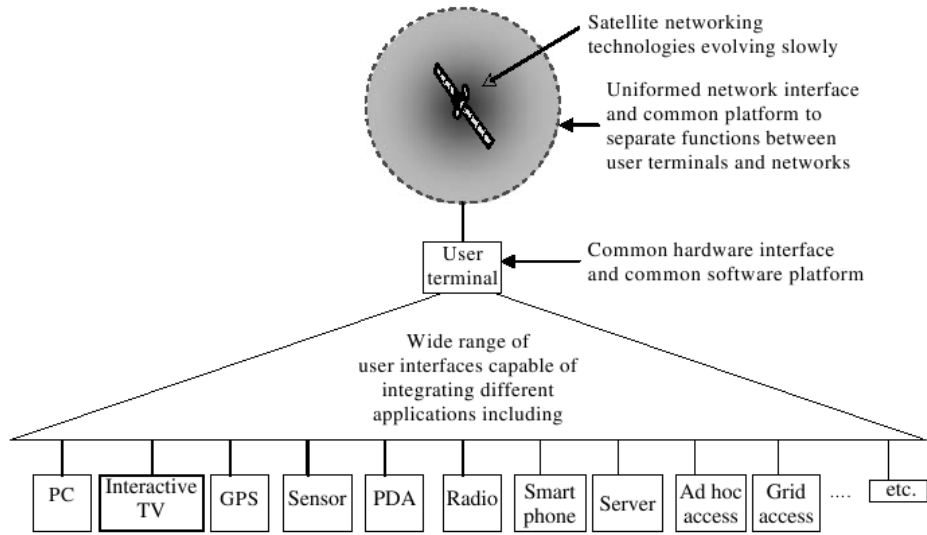 Satellite networking
technologies evolving slowly
Uniformed network interface
and common platform to
separate functions between
user terminals and networks
User
terminal
Common hardware interface
and common software platform
Wide range of
user interfaces capable of
integrating different
applications including
PC
Interactive
TV
GPS
Sensor
PDA
Radio
Smart
phone
Server
Ad hoc
access
Grid
access
....
etc.